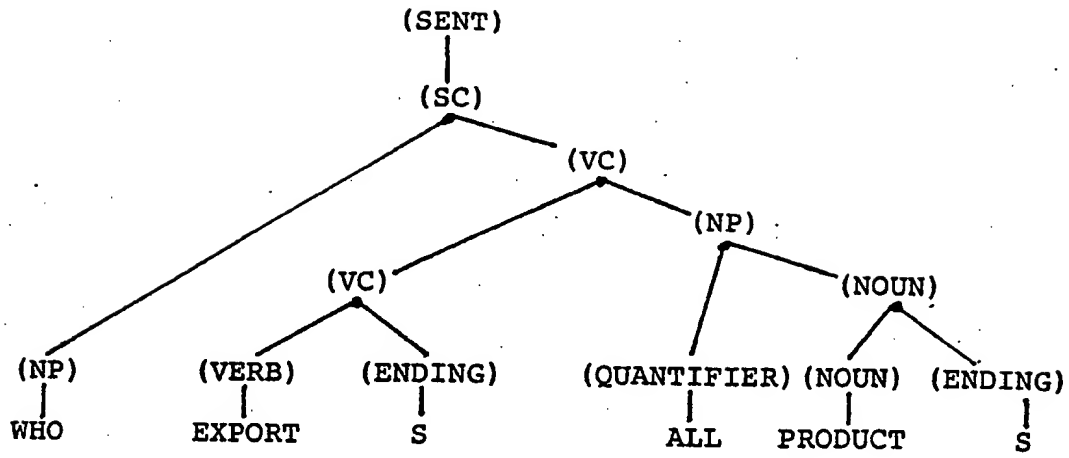 (SENT)
(SC)
(VC)
(NP)
(VC)
(NOUN)
(NP) (VERB) (ENDING) (QUANTIFIER) (NOUN) (ENDING)
WHO EXPORT S ALL PRODUCT S